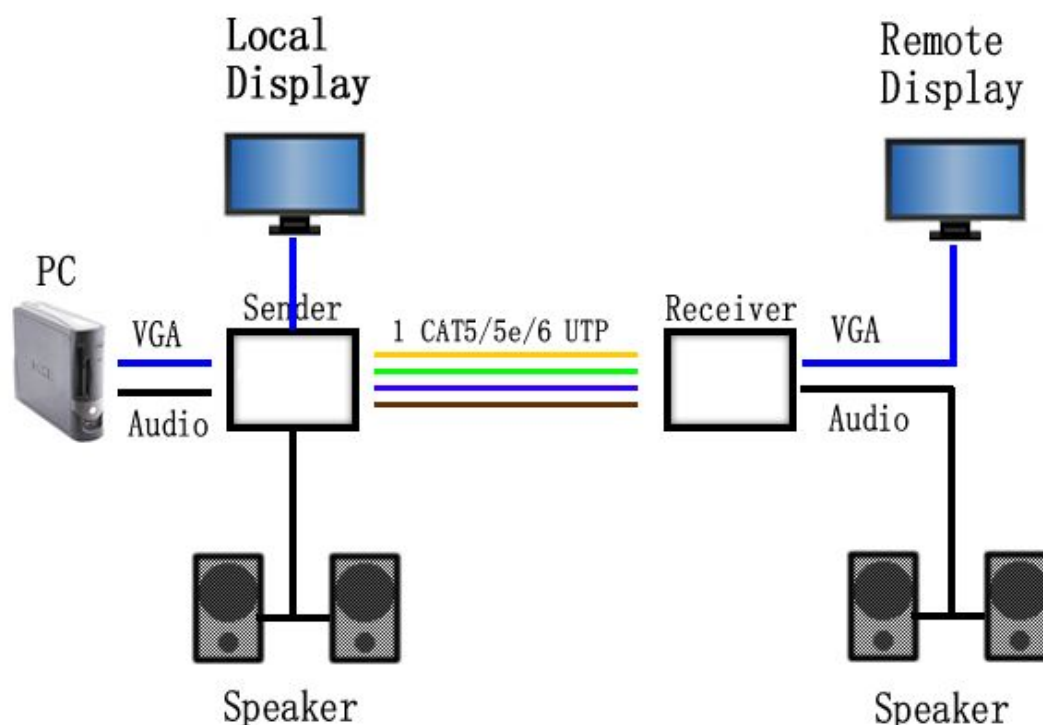 Local
Display
Remote
Display
PC
Sender
Receiver
VGA
1 CAT5/5e/6 UTP
VGA
Audio
Audio
Speaker
Speaker